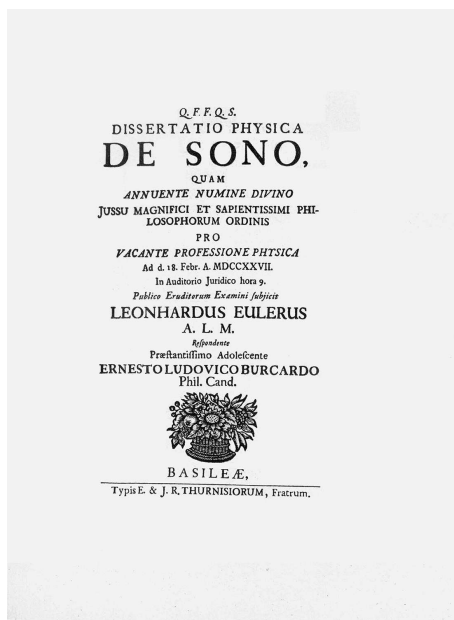 Q. F. F. Q. S.
DISSERTATIO PHYSICA
DE SONO,
QUAM
ANNUENTE NUMINE DIVINO
JUSSU MAGNIFICI ET SAPIENTISSIMI PHI-
LOSOPHORUM ORDINIS
PRO
VACANTE PROFESSIONE PHYSICA
Ad d. 18. Febr. A. MDCCXXVII.
In Auditorio Juridico hora 9.
Publico Eruditorum Examini ſubjicit
LEONHARDUS EULERUS
A. L. M.
Reſpondente
Præſtantiſſimo Adoleſcente
ERNESTO LUDOVICO BURCARDO
Phil. Cand.
BASILEÆ,
Typis E. & J. R. THURNISIORUM, Fratrum.